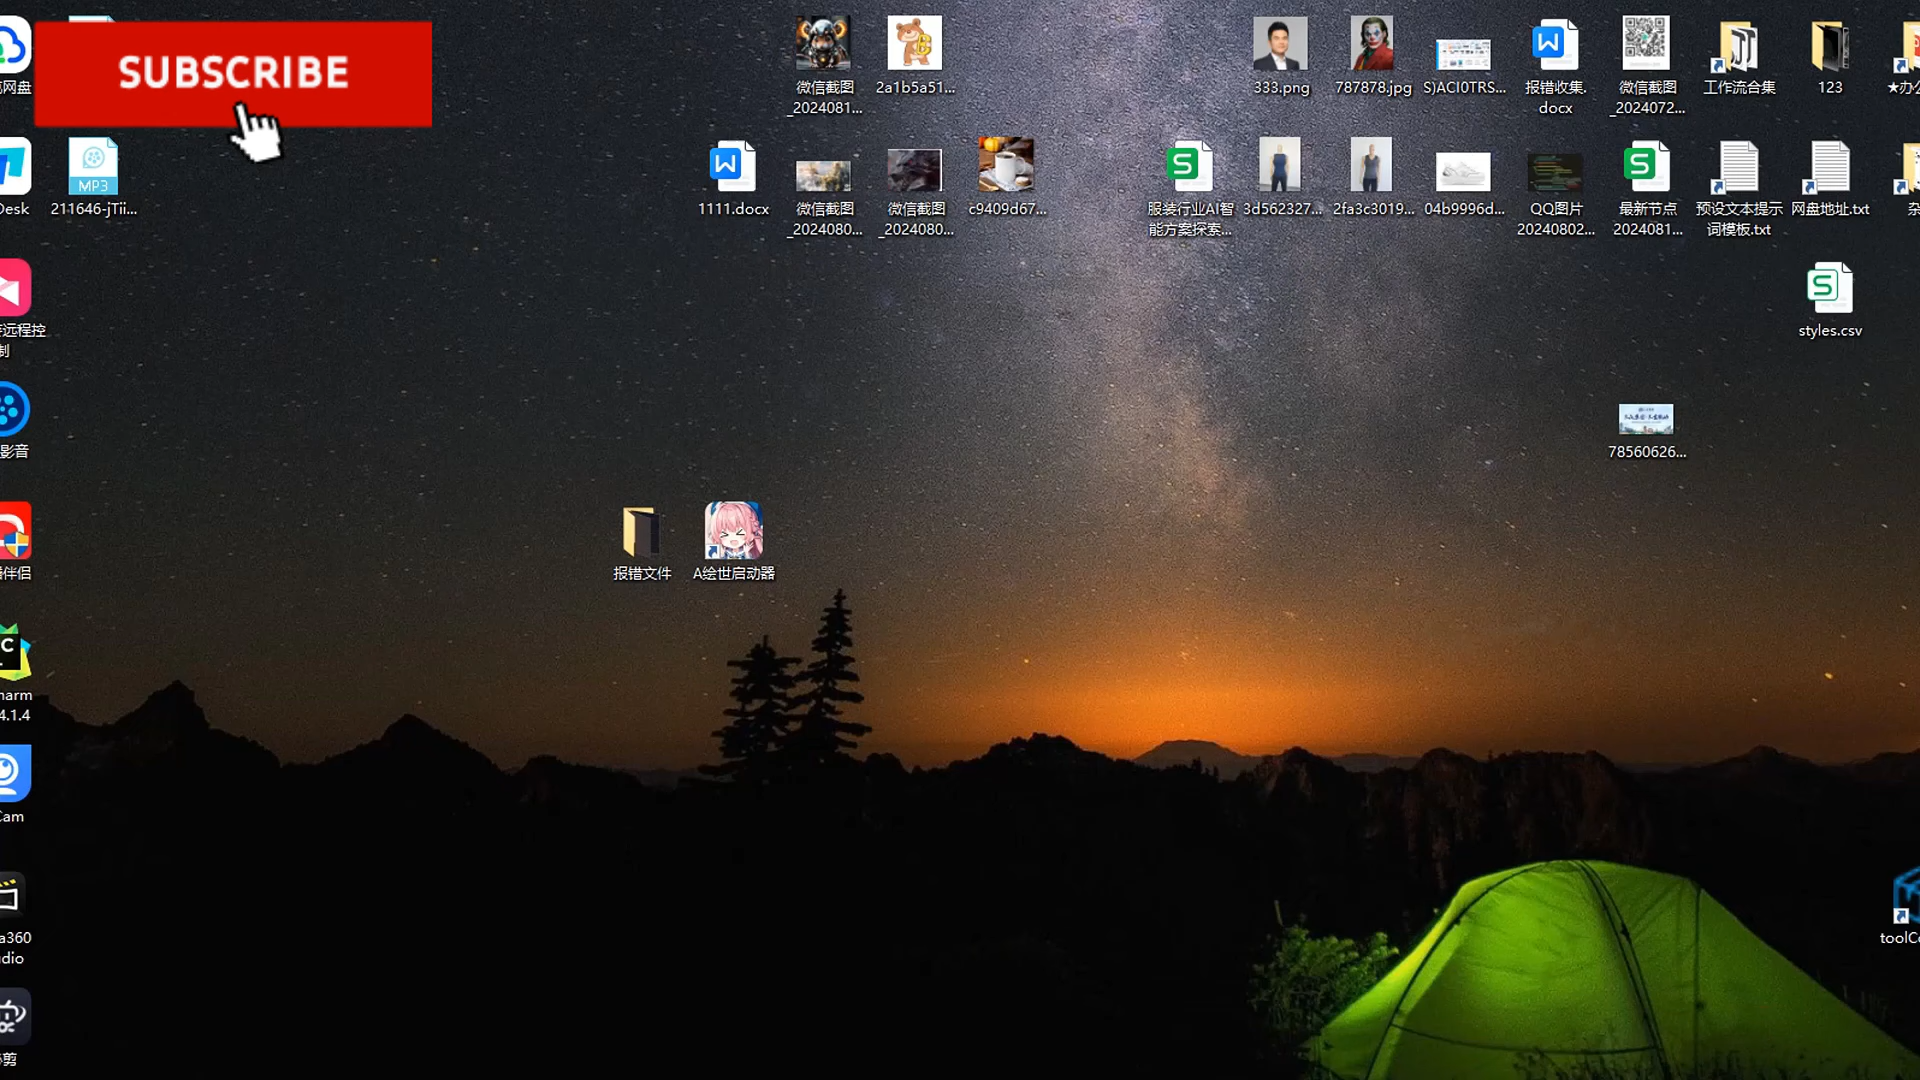 SUBSCRIBE
网盘
Desk
远程控
制
影音
伴侣
harm
4.1.4
Cam
a360
dio
剪
MP3
211646-jTii...
微信截图
_2024081...
2a1b5a51...
333.png
787878.jpg
S)ACI0TRS...
报错收集.
docx
微信截图
_2024072...
工作流合集
123
★办公
1111.docx
微信截图
_2024080...
微信截图
_2024080...
c9409d67...
服装行业AI智
能方案探索...
3d562327...
2fa3c3019...
04b9996d...
QQ图片
20240802...
最新节点
2024081...
预设文本提示
词模板.txt
网盘地址.txt
杂
styles.csv
78560626...
报错文件
A绘世启动器
toolCo